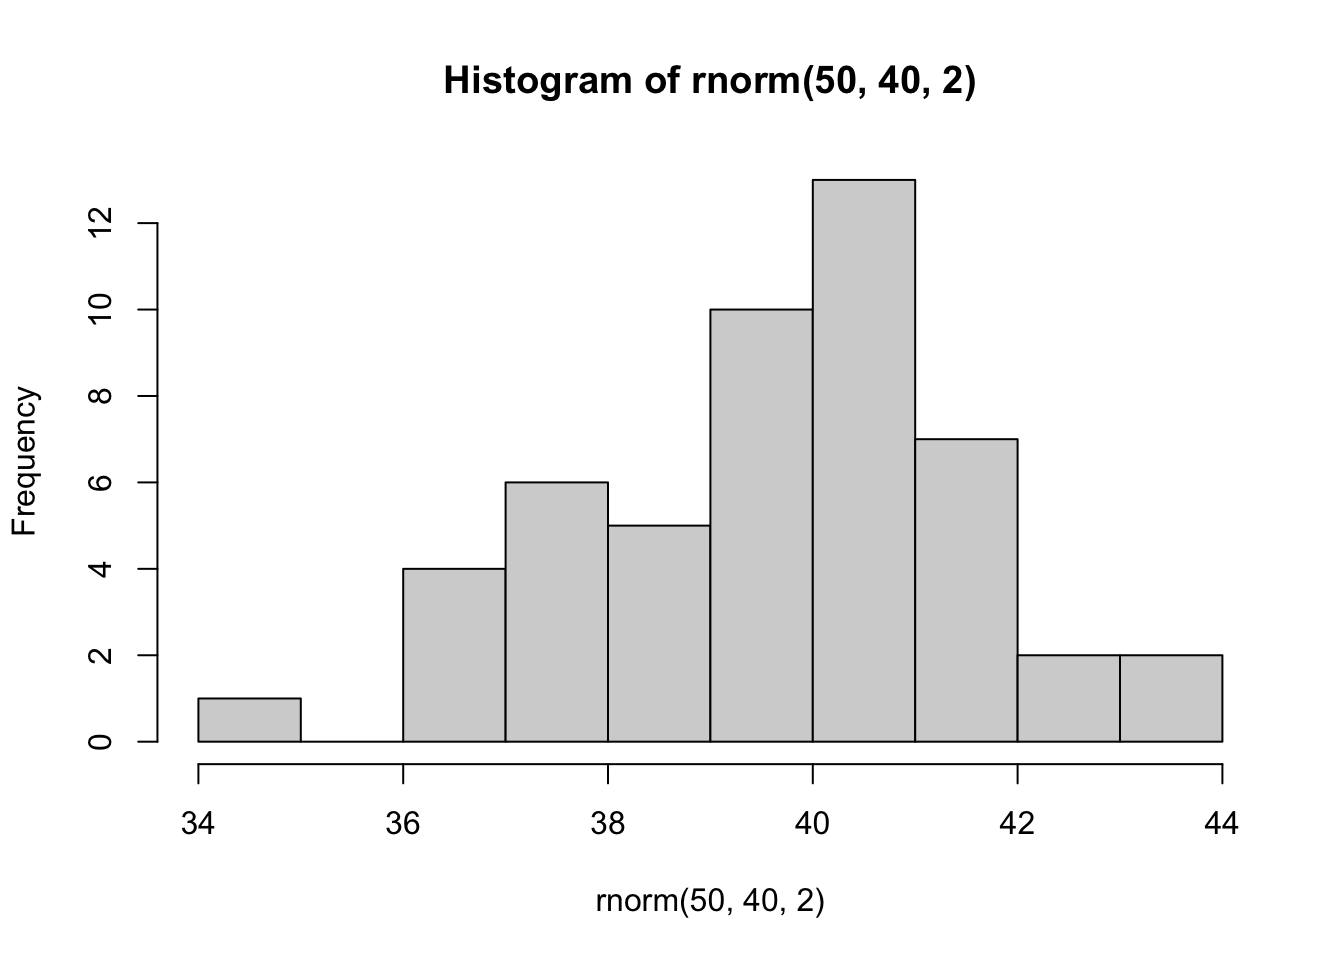 Histogram of rnorm(50, 40, 2)
12
10
8
6
4
2
0
Frequency
34 36 38 40 42 44
rnorm(50, 40, 2)